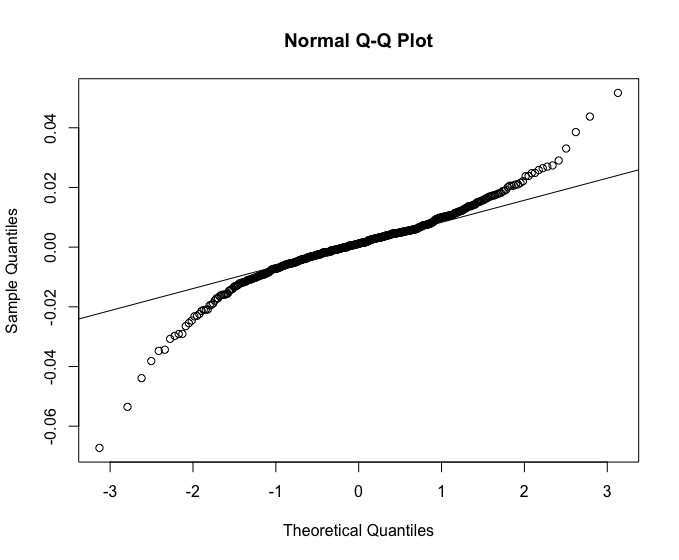 Normal Q-Q Plot
Sample Quantiles
0.04
0.02
0.00
-0.02
-0.04
-0.06
-3 -2 -1 0 1 2 3
Theoretical Quantiles